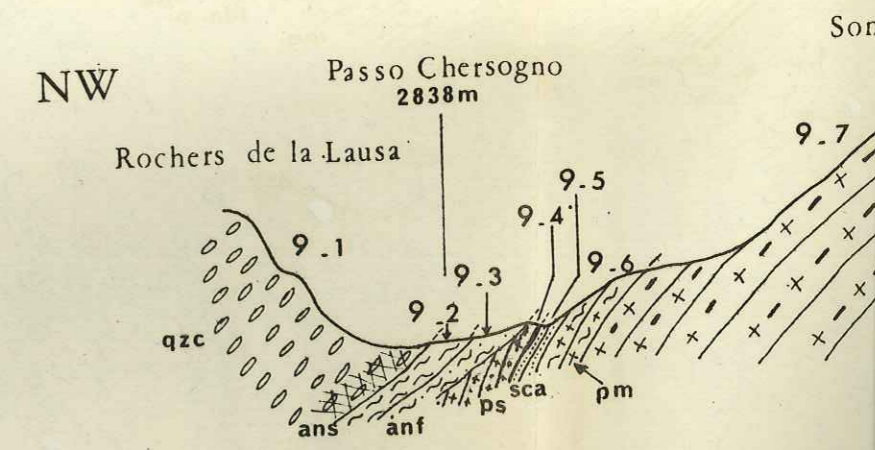 Son
NW
Passo Chersogno
2838m
Rochers de la Lausa
9.7
9.5
9.4
9.1
9.6
9.3
9.2
qzc
ans
anf
ps
sca
pm